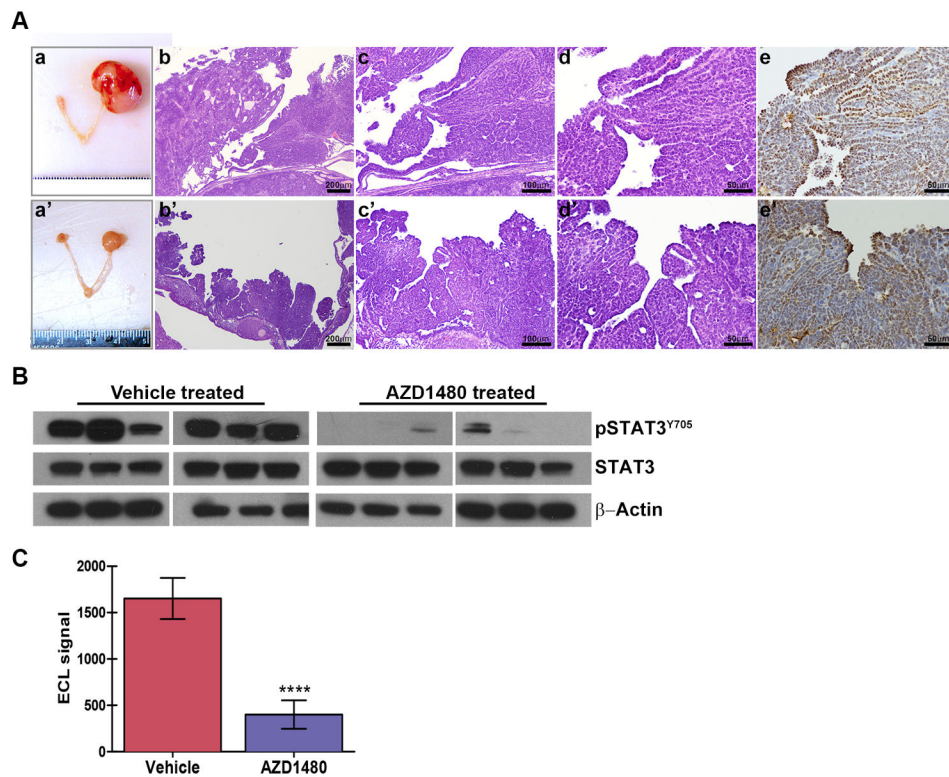 A
a b c d e
200μm 100μm 50μm 50μm
a' b' c' d' e'
200μm 100μm 50μm 50μm
B
Vehicle treated AZD1480 treated
pSTAT3Y705
STAT3
β–Actin
C
2000
1500
1000
500
0
ECL signal
****
Vehicle AZD1480